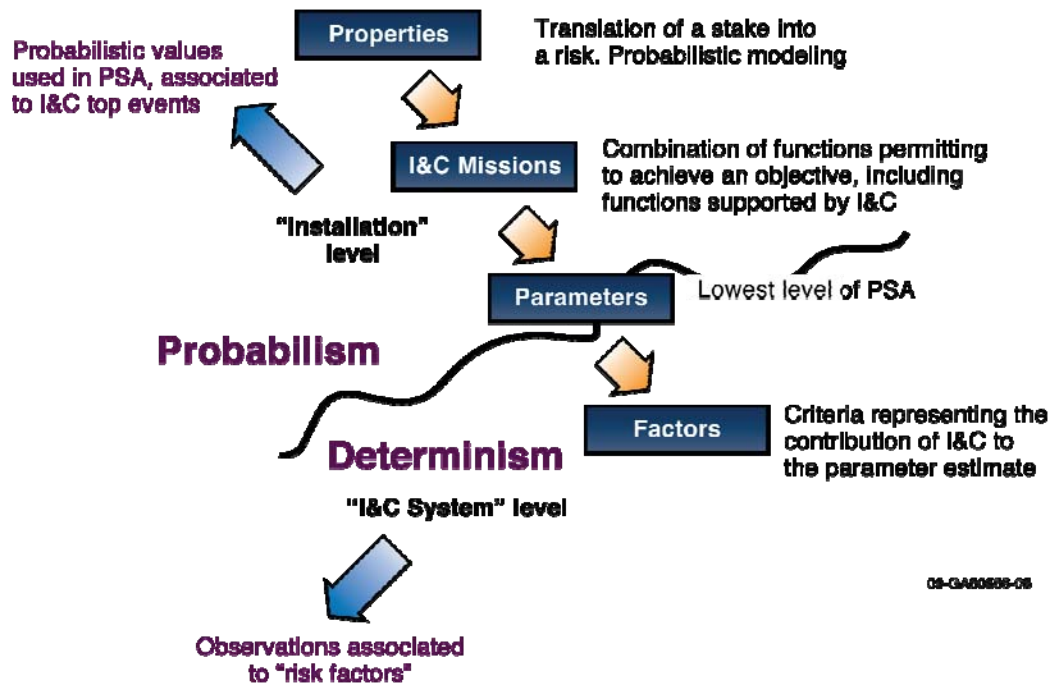 Properties
Translation of a stake into
a risk. Probabilistic modeling
Probabilistic values
used in PSA, associated
to I&C top events
I&C Missions
Combination of functions permitting
to achieve an objective, including
functions supported by I&C
"Installation"
level
Parameters
Lowest level of PSA
Probabilism
Factors
Criteria representing the
contribution of I&C to
the parameter estimate
Determinism
"I&C System" level
Observations associated
to "risk factors"